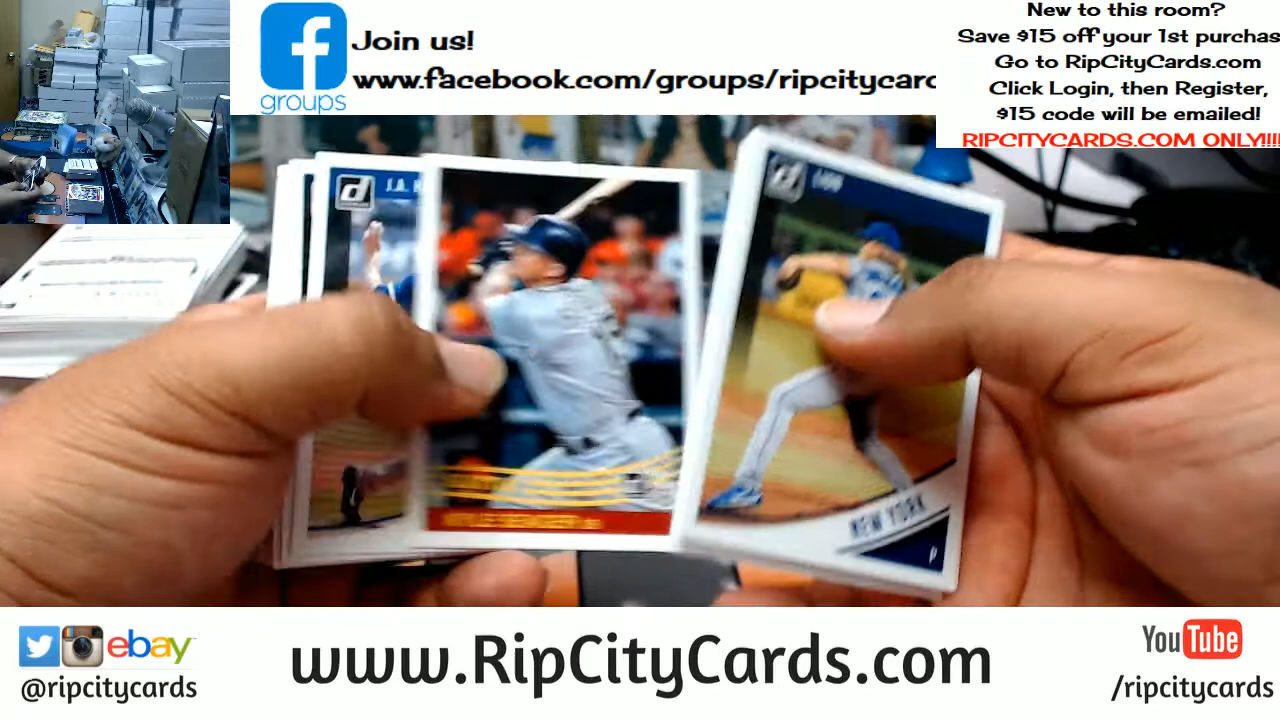 groups
Join us!
www.facebook.com/groups/ripcitycarc
New to this room?
Save $15 off your 1st purchas
Go to RipCityCards.com
Click Login, then Register,
$15 code will be emailed!
RIPCITYCARDS.COM ONLY!!!!
J.A. H
NEW YORK
P
ebay
@ripcitycards
www.RipCityCards.com
YouTube
/ripcitycards